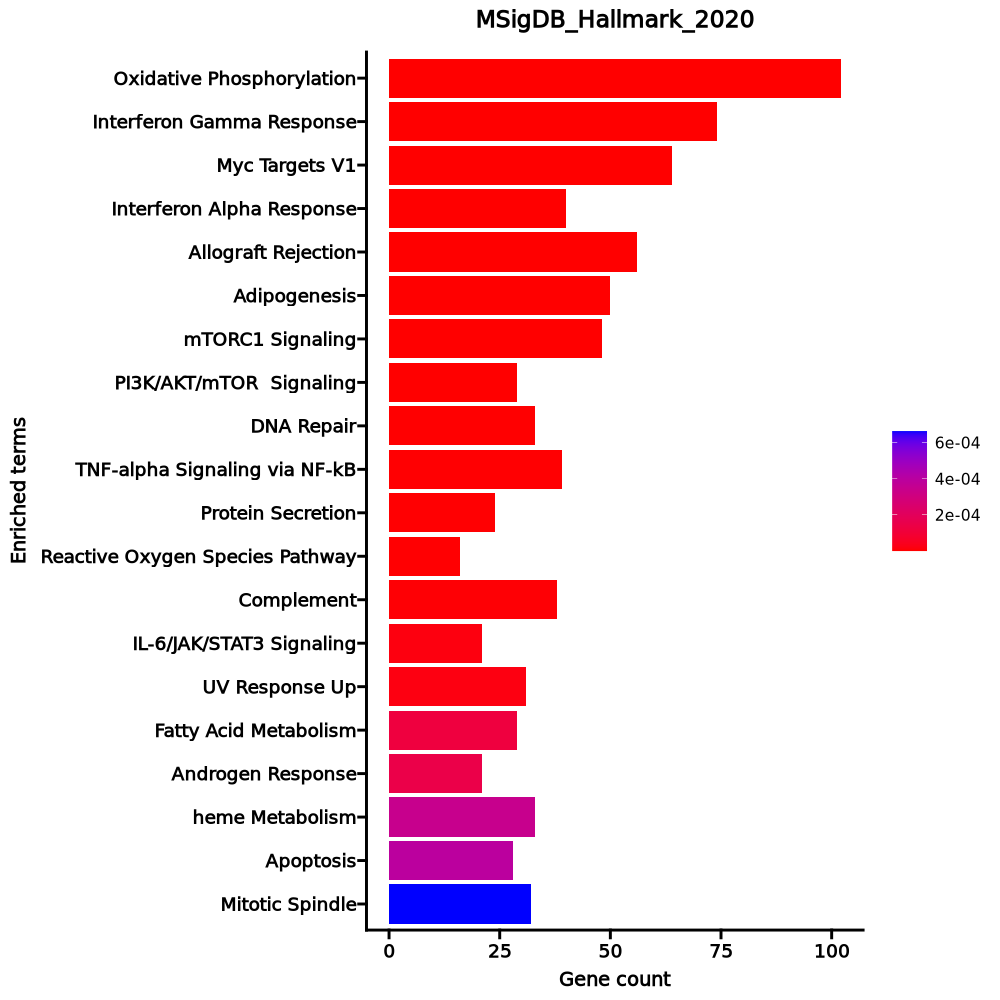 MSigDB_Hallmark_2020
Oxidative Phosphorylation
Interferon Gamma Response
Myc Targets V1
Interferon Alpha Response
Allograft Rejection
Adipogenesis
mTORC1 Signaling
PI3K/AKT/mTOR  Signaling
DNA Repair
TNF-alpha Signaling via NF-kB
Protein Secretion
Reactive Oxygen Species Pathway
Complement
IL-6/JAK/STAT3 Signaling
UV Response Up
Fatty Acid Metabolism
Androgen Response
heme Metabolism
Apoptosis
Mitotic Spindle
Enriched terms
0 25 50 75 100
Gene count
6e-04
4e-04
2e-04